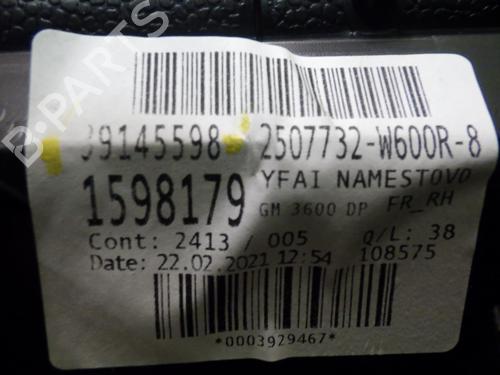 B-PARTS
39145598 2507732-W600R-8
1598179 YFAI NAMESTOVO
GM 3600 DP FR_RH
Cont: 2413 / 005 Q/L: 38
Date: 22.02.2021 12:54 108575
*0003929467*